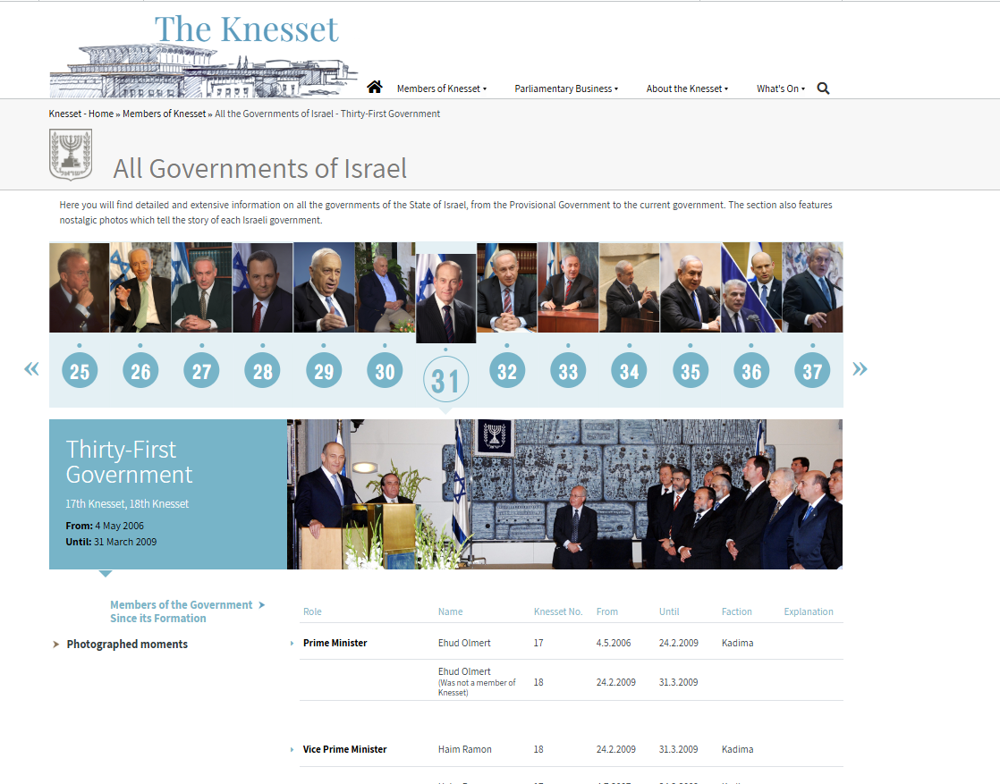 The Knesset
Members of Knesset ▾ Parliamentary Business ▾ About the Knesset ▾ What's On ▾
Knesset - Home » Members of Knesset » All the Governments of Israel - Thirty-First Government
All Governments of Israel
Here you will find detailed and extensive information on all the governments of the State of Israel, from the Provisional Government to the current government. The section also features
nostalgic photos which tell the story of each Israeli government.
« 25 26 27 28 29 30 31 32 33 34 35 36 37 »
Thirty-First
Government
17th Knesset, 18th Knesset
From: 4 May 2006
Until: 31 March 2009
Members of the Government
Since its Formation
Photographed moments
Role Name Knesset No. From Until Faction Explanation
Prime Minister Ehud Olmert 17 4.5.2006 24.2.2009 Kadima
Ehud Olmert
(Was not a member of
Knesset)
18 24.2.2009 31.3.2009
Vice Prime Minister Haim Ramon 18 24.2.2009 31.3.2009 Kadima